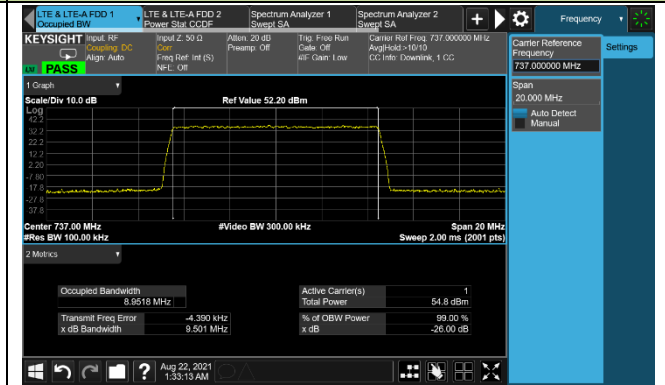 LTE & LTE-A FDD 1
Occupied BW
LTE & LTE-A FDD 2
Power Stat CCDF
Spectrum Analyzer 1
Swept SA
Spectrum Analyzer 2
Swept SA
+
Frequency
KEYSIGHT
Input: RF
Coupling: DC
Align: Auto
Input Z: 50 Ω
Corr
Freq Ref: Int (S)
NFE: Off
Atten: 20 dB
Preamp: Off
Trig: Free Run
Gate: Off
#IF Gain: Low
Carrier Ref Freq: 737.000000 MHz
Avg|Hold:>10/10
CC Info: Downlink, 1 CC
LXI
PASS
Carrier Reference
Frequency
737.000000 MHz
Settings
Span
20.000 MHz
Auto Detect
Manual
1 Graph
Scale/Div 10.0 dB
Ref Value 52.20 dBm
Log
42.2
32.2
22.2
12.2
2.20
-7.80
-17.8
-27.8
-37.8
Center 737.00 MHz
#Video BW 300.00 kHz
Span 20 MHz
#Res BW 100.00 kHz
Sweep 2.00 ms (2001 pts)
2 Metrics
Occupied Bandwidth
8.9518 MHz
Active Carrier(s)
1
Total Power
54.8 dBm
Transmit Freq Error
-4.390 kHz
% of OBW Power
99.00 %
x dB Bandwidth
9.501 MHz
x dB
-26.00 dB
?
Aug 22, 2021
1:33:13 AM